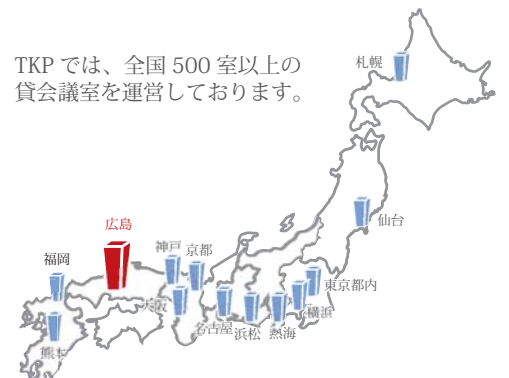 TKP では、全国 500 室以上の
貸会議室を運営しております。
札幌
仙台
広島
神戸 京都
福岡
東京都内
大阪
横浜
名古屋
浜松 熱海
熊本